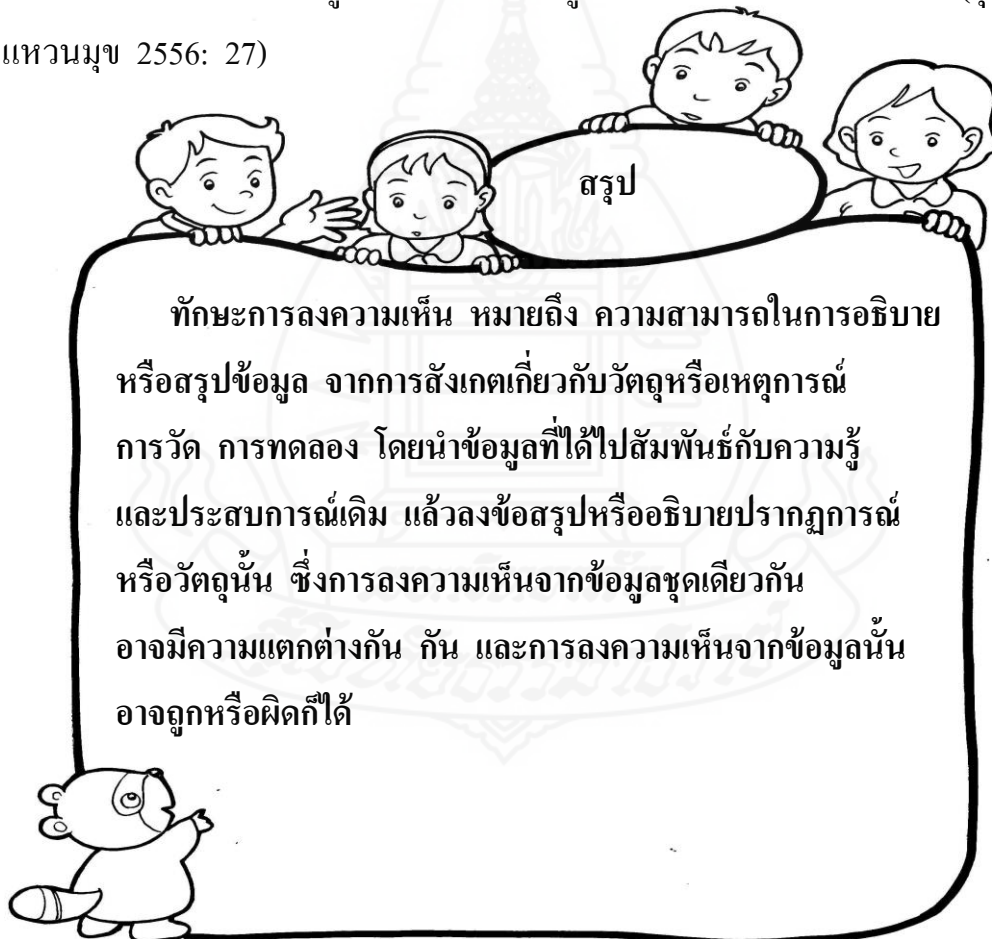 แหวนมุข 2556: 27)
สรุป
ทักษะการลงความเห็น หมายถึง ความสามารถในการอธิบาย
หรือสรุปข้อมูล จากการสังเกตเกี่ยวกับวัตถุหรือเหตุการณ์
การวัด การทดลอง โดยนำข้อมูลที่ได้ไปสัมพันธ์กับความรู้
และประสบการณ์เดิม แล้วลงข้อสรุปหรืออธิบายปรากฏการณ์
หรือวัตถุนั้น ซึ่งการลงความเห็นจากข้อมูลชุดเดียวกัน
อาจมีความแตกต่างกัน กัน และการลงความเห็นจากข้อมูลนั้น
อาจถูกหรือผิดก็ได้